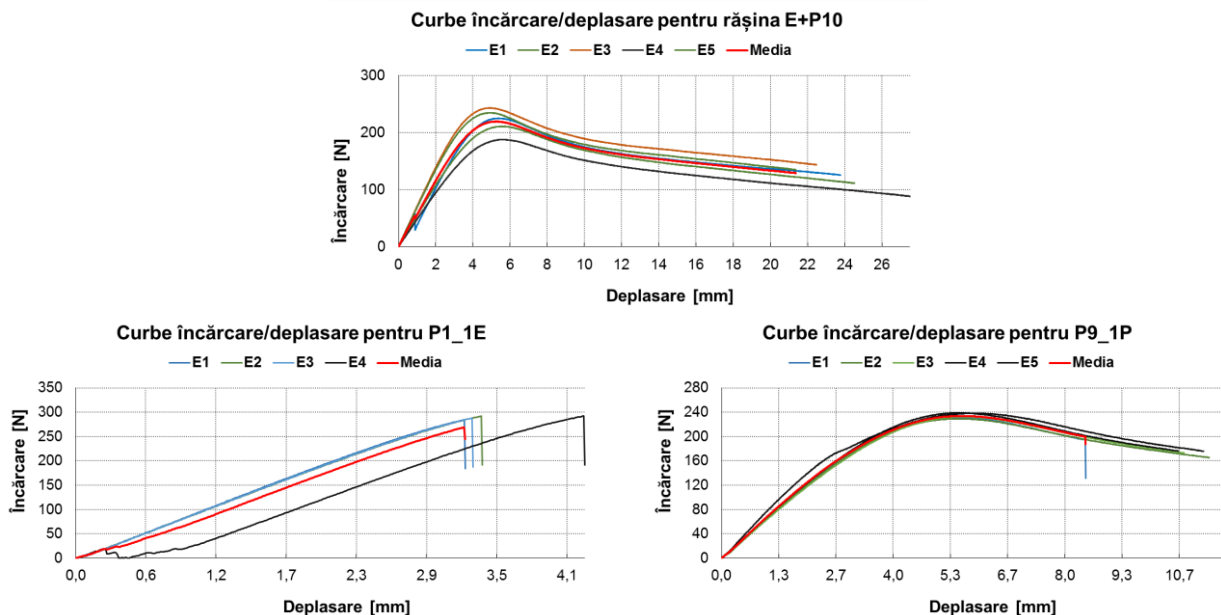 Curbe încărcare/deplasare pentru rășina E+P10
E1 E2 E3 E4 E5 Media
300
200
100
0
Încărcare [N]
0 2 4 6 8 10 12 14 16 18 20 22 24 26
Deplasare [mm]
Curbe încărcare/deplasare pentru P1_1E
E1 E2 E3 E4 Media
350
300
250
200
150
100
50
0
Încărcare [N]
0,0 0,6 1,2 1,7 2,3 2,9 3,5 4,1
Deplasare [mm]
Curbe încărcare/deplasare pentru P9_1P
E1 E2 E3 E4 E5 Media
280
240
200
160
120
80
40
0
Încărcare [N]
0,0 1,3 2,7 4,0 5,3 6,7 8,0 9,3 10,7
Deplasare [mm]